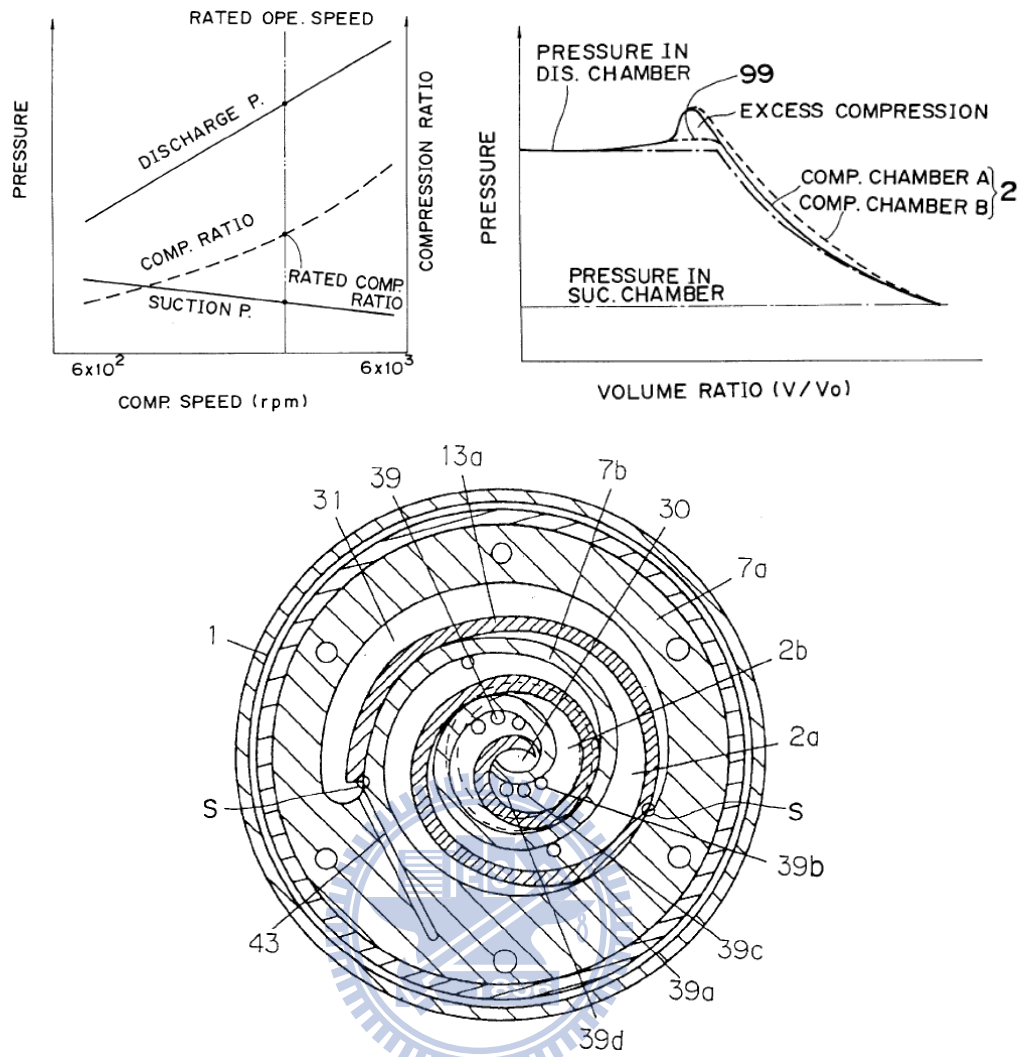 RATED OPE. SPEED
PRESSURE
DISCHARGE P.
COMP. RATIO
RATED COMP.
RATIO
SUCTION P.
COMPRESSION RATIO
6x10²
6x10³
COMP. SPEED (rpm)
PRESSURE IN
DIS. CHAMBER
99
EXCESS COMPRESSION
COMP. CHAMBER A
COMP. CHAMBER B
2
PRESSURE
PRESSURE IN
SUC. CHAMBER
VOLUME RATIO (V/Vo)
13a
39
7b
31
30
7a
1
2b
2a
S
S
39b
43
39c
39a
39d
1896